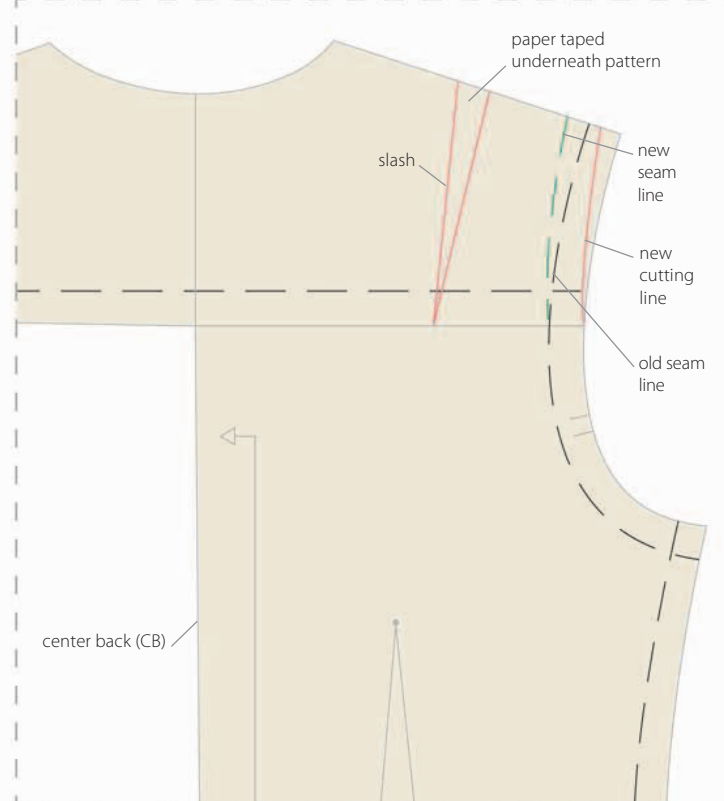 paper taped
underneath pattern
slash
new
seam
line
new
cutting
line
old seam
line
center back (CB)